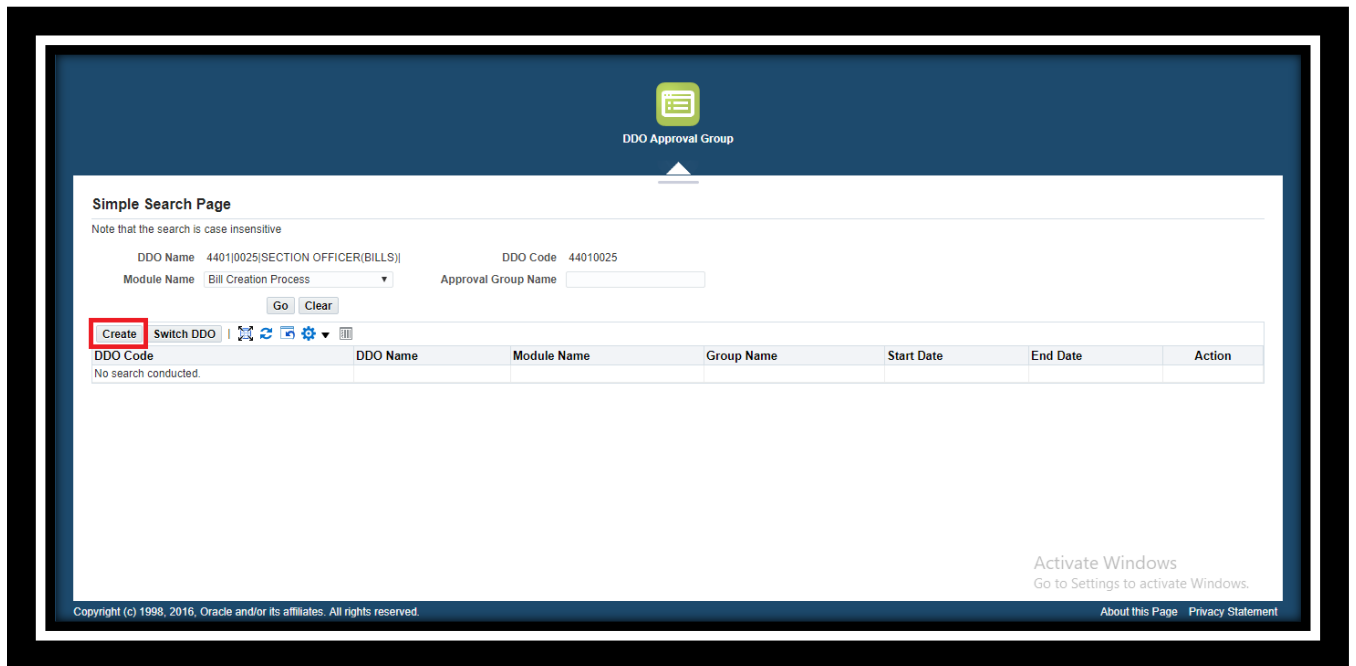 DDO Approval Group
Simple Search Page
Note that the search is case insensitive
DDO Name 4401|0025|SECTION OFFICER(BILLS)| DDO Code 44010025
Module Name Bill Creation Process Approval Group Name
Go Clear
Create Switch DDO
DDO Code DDO Name Module Name Group Name Start Date End Date Action
No search conducted.
Activate Windows
Go to Settings to activate Windows.
Copyright (c) 1998, 2016, Oracle and/or its affiliates. All rights reserved. About this Page Privacy Statement